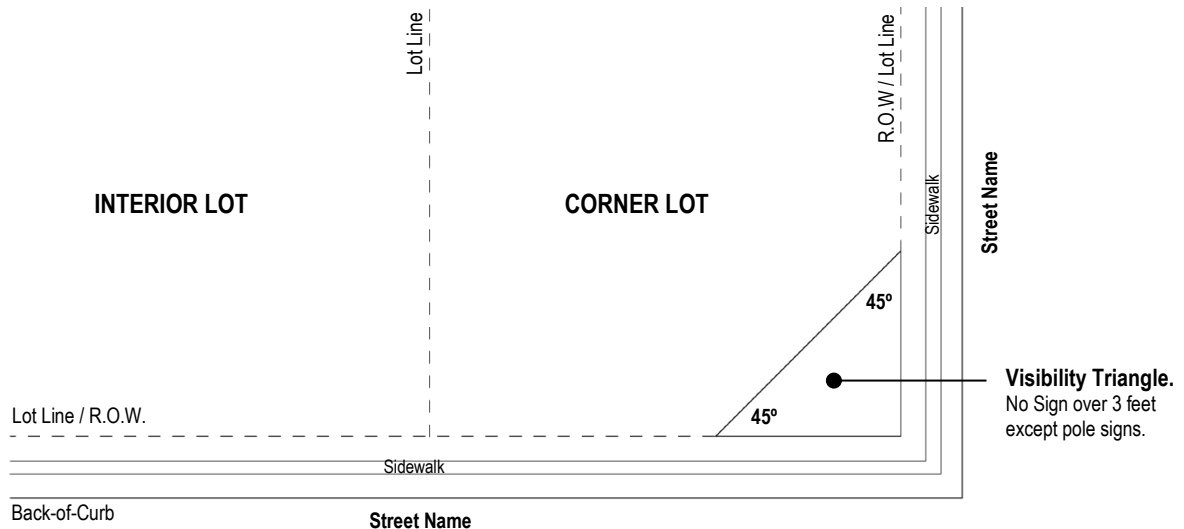 Lot Line
R.O.W / Lot Line
INTERIOR LOT
CORNER LOT
Sidewalk
Street Name
45º
45º
Visibility Triangle.
No Sign over 3 feet
except pole signs.
Lot Line / R.O.W.
Sidewalk
Back-of-Curb
Street Name